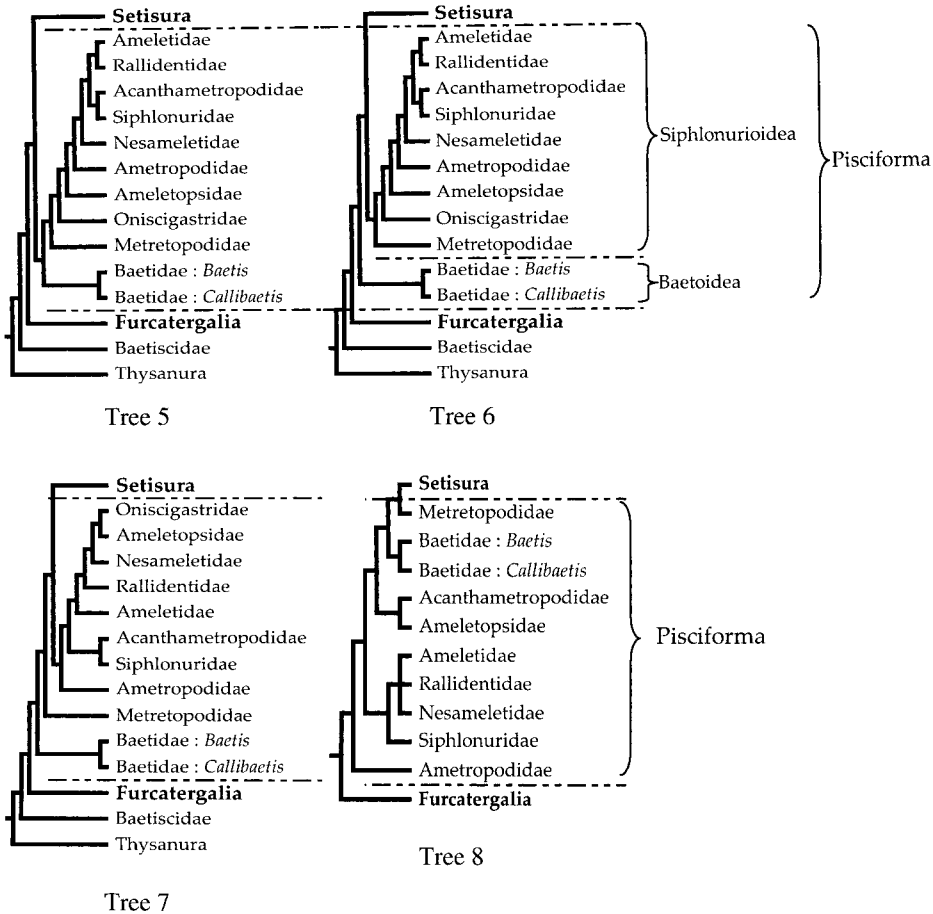 Setisura
Ameletidae
Rallidentidae
Acanthametropodidae
Siphlonuridae
Nesameletidae
Ametropodidae
Ameletopsidae
Oniscigastridae
Metretopodidae
Baetidae : Baetis
Baetidae : Callibaetis
Furcatergalia
Baetiscidae
Thysanura
Tree 5
Setisura
Ameletidae
Rallidentidae
Acanthametropodidae
Siphluridae
Nesameletidae
Ametropodidae
Ameletopsidae
Oniscigastridae
Metretopodidae
Baetidae : Baetis
Baetidae : Callibaetis
Furcatergalia
Baetiscidae
Thysanura
Siphlonurioidea
Baetoidea
Pisciforma
Tree 6
Setisura
Oniscigastridae
Ameletopsidae
Nesameletidae
Rallidentidae
Ameletidae
Acanthametropodidae
Siphlonuridae
Ametropodidae
Metretopodidae
Baetidae : Baetis
Baetidae : Callibaetis
Furcatergalia
Baetiscidae
Thysanura
Tree 7
Setisura
Metretopodidae
Baetidae : Baetis
Baetidae : Callibaetis
Acanthametropodidae
Ameletopsidae
Ameletidae
Rallidentidae
Nesameletidae
Siphlonuridae
Ametropodidae
Furcatergalia
Pisciforma
Tree 8